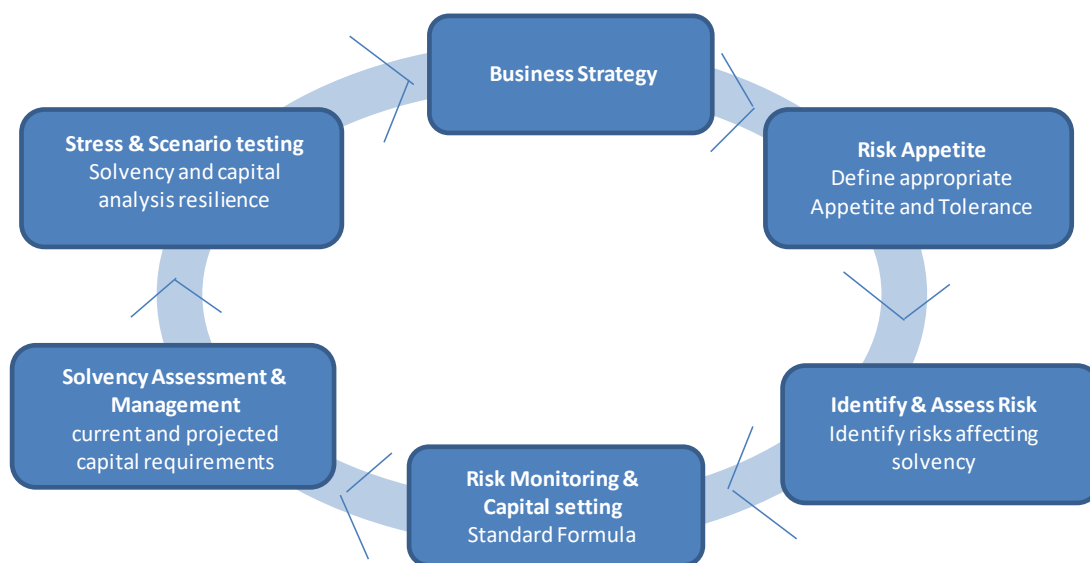 Business Strategy
Risk Appetite
Define appropriate
Appetite and Tolerance
Identify & Assess Risk
Identify risks affecting
solvency
Risk Monitoring &
Capital setting
Standard Formula
Solvency Assessment &
Management
current and projected
capital requirements
Stress & Scenario testing
Solvency and capital
analysis resilience